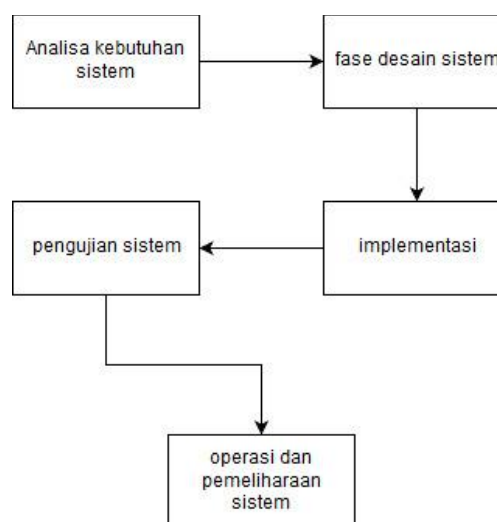 Analisa kebutuhan
sistem
fase desain sistem
implementasi
pengujian sistem
operasi dan
pemeliharaan
sistem